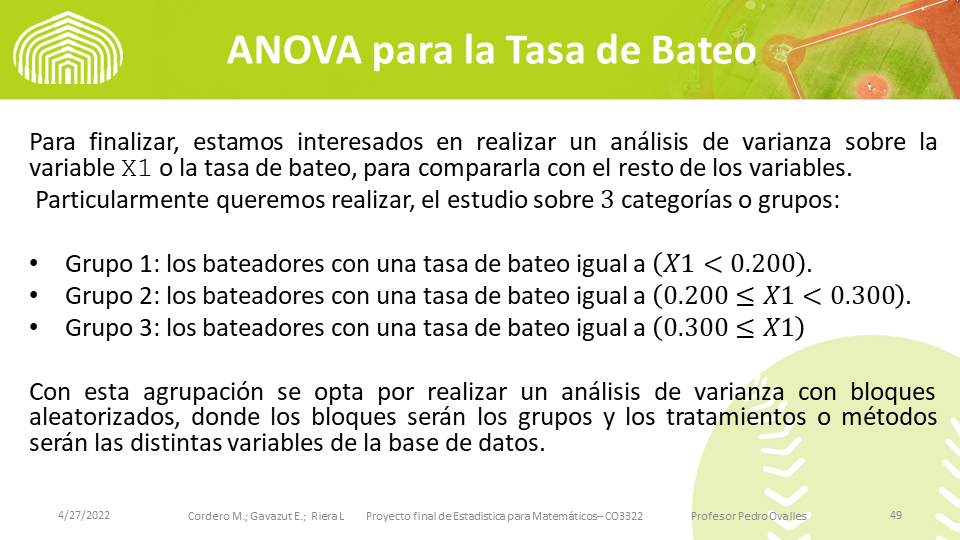 ANOVA para la Tasa de Bateo
Para finalizar, estamos interesados en realizar un análisis de varianza sobre la
variable X1 o la tasa de bateo, para compararla con el resto de los variables.
Particularmente queremos realizar, el estudio sobre 3 categorías o grupos:
• Grupo 1: los bateadores con una tasa de bateo igual a (X1 < 0.200).
• Grupo 2: los bateadores con una tasa de bateo igual a (0.200 ≤ X1 < 0.300).
• Grupo 3: los bateadores con una tasa de bateo igual a (0.300 ≤ X1)
Con esta agrupación se opta por realizar un análisis de varianza con bloques
aleatorizados, donde los bloques serán los grupos y los tratamientos o métodos
serán las distintas variables de la base de datos.
4/27/2022 Cordero M.; Gavazut E.; Riera L Proyecto final de Estadistica para Matemáticos– CO3322 Profesor Pedro Ovalles 49